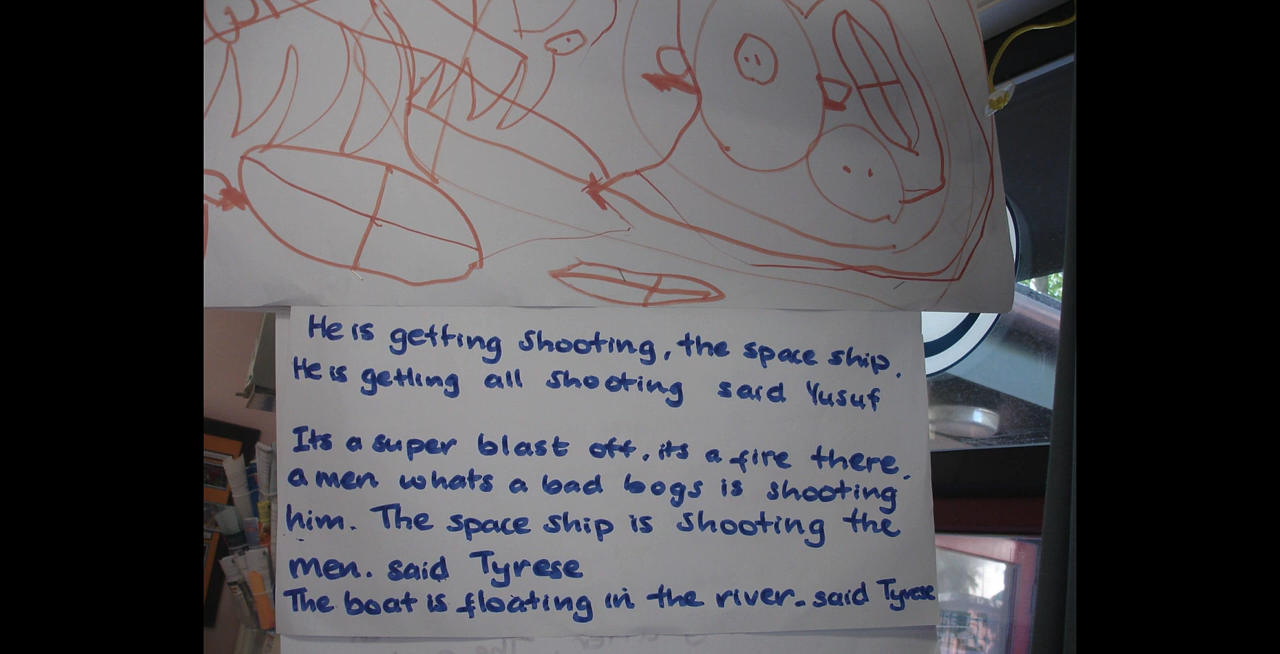 He is getting shooting, the space ship.
He is getting all shooting said Yusuf
Its a super blast off, its a fire there.
a men whats a bad bogs is shooting
him. The space ship is shooting the
men. said Tyrese
The boat is floating in the river. said Tyrese